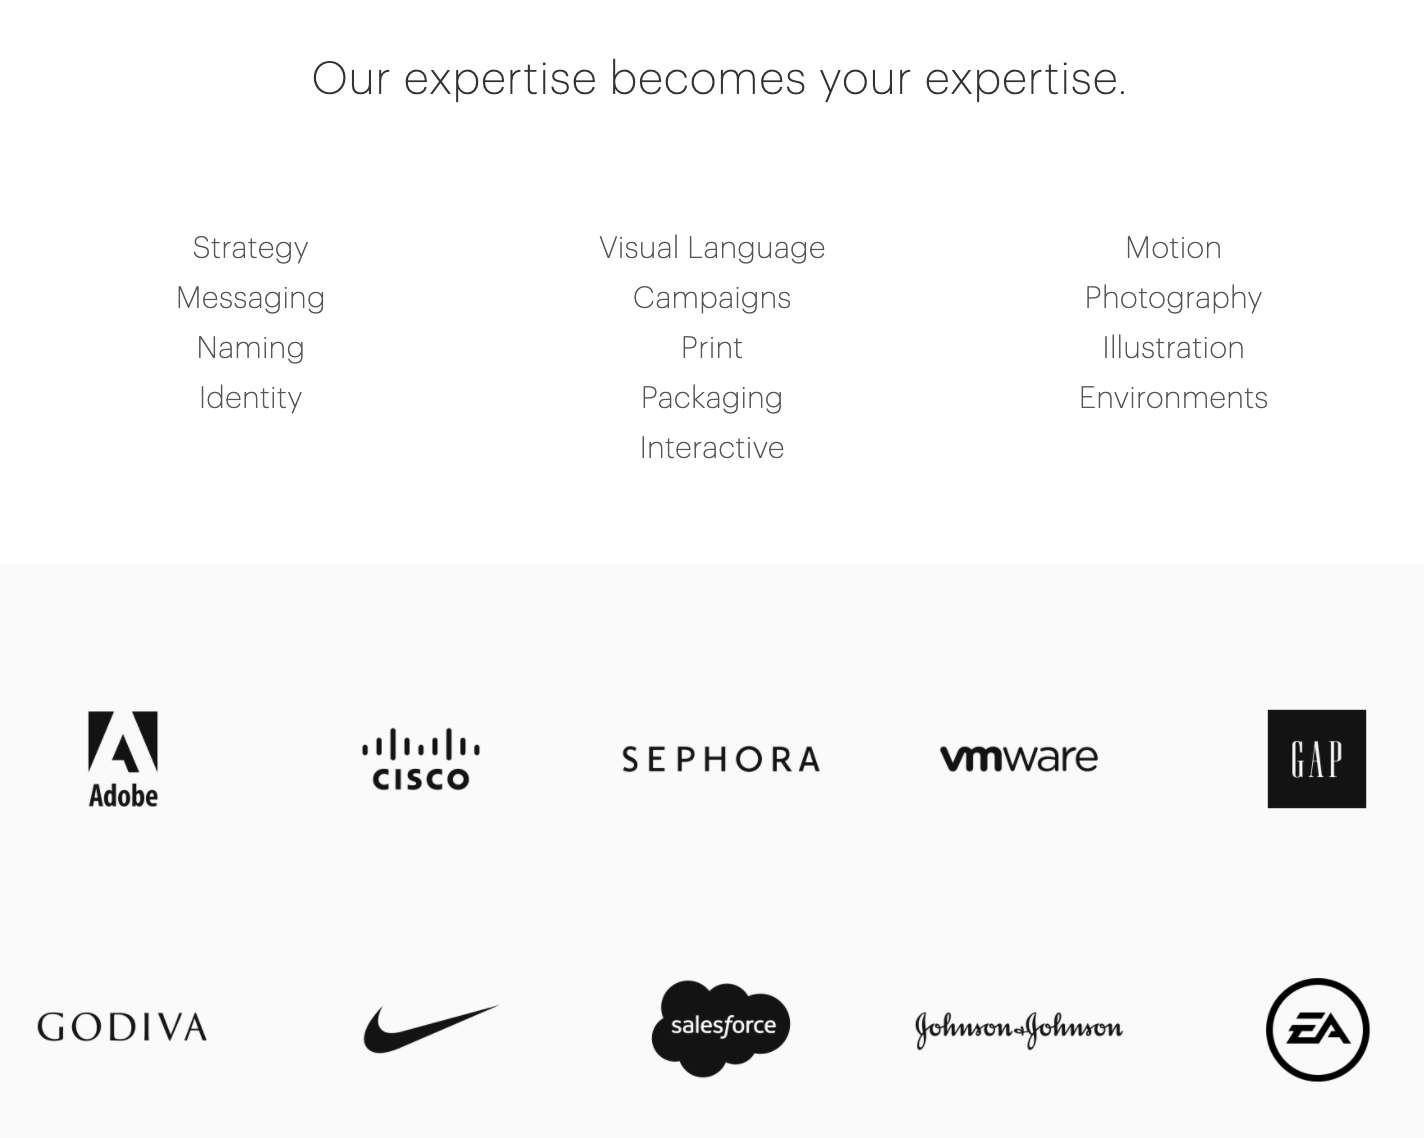 Our expertise becomes your expertise.
Strategy
Messaging
Naming
Identity
Visual Language
Campaigns
Print
Packaging
Interactive
Motion
Photography
Illustration
Environments
Adobe
CISCO
SEPHORA
vmware
GAP
GODIVA
salesforce
Johnson & Johnson
EA